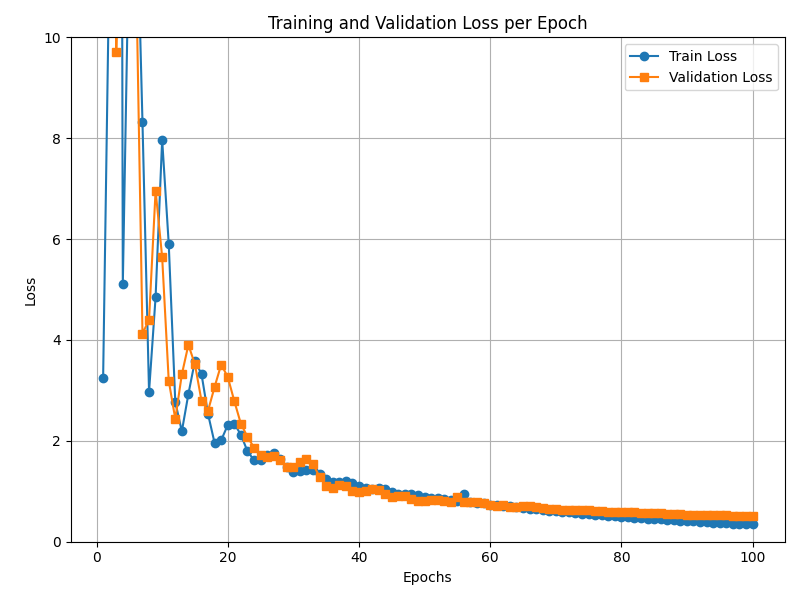 Training and Validation Loss per Epoch
Train Loss
Validation Loss
Loss
10
8
6
4
2
0
0 20 40 60 80 100
Epochs